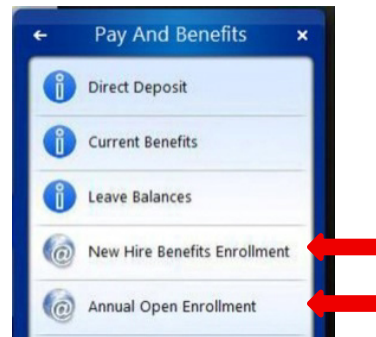 Pay And Benefits
Direct Deposit
Current Benefits
Leave Balances
New Hire Benefits Enrollment
Annual Open Enrollment